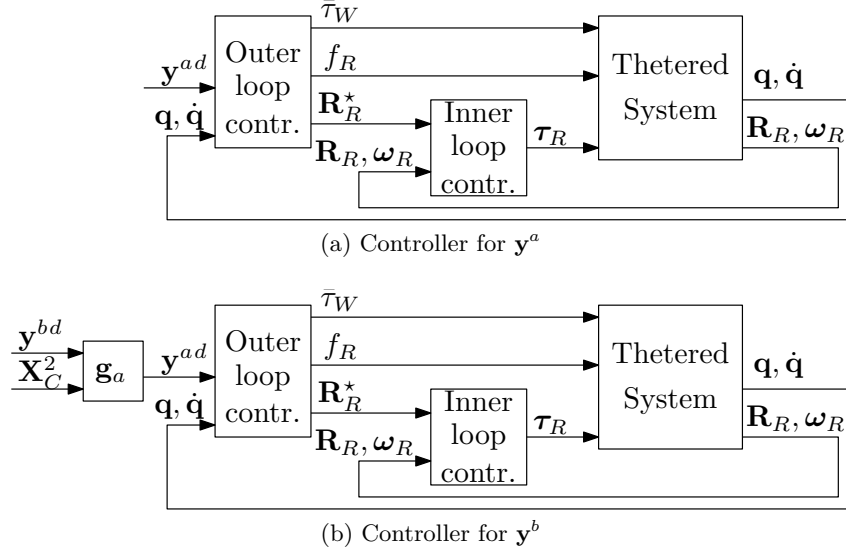 τ̄_W
Outer loop contr.
f_R
y^{ad}
R_R^⋆
q, q̇
R_R, ω_R
Inner loop contr.
τ_R
Thetered System
q, q̇
R_R, ω_R
(a) Controller for y^a
y^{bd}
X_C^2
g_a
y^{ad}
q, q̇
Outer loop contr.
τ̄_W
f_R
R_R^⋆
R_R, ω_R
Inner loop contr.
τ_R
Thetered System
q, q̇
R_R, ω_R
(b) Controller for y^b